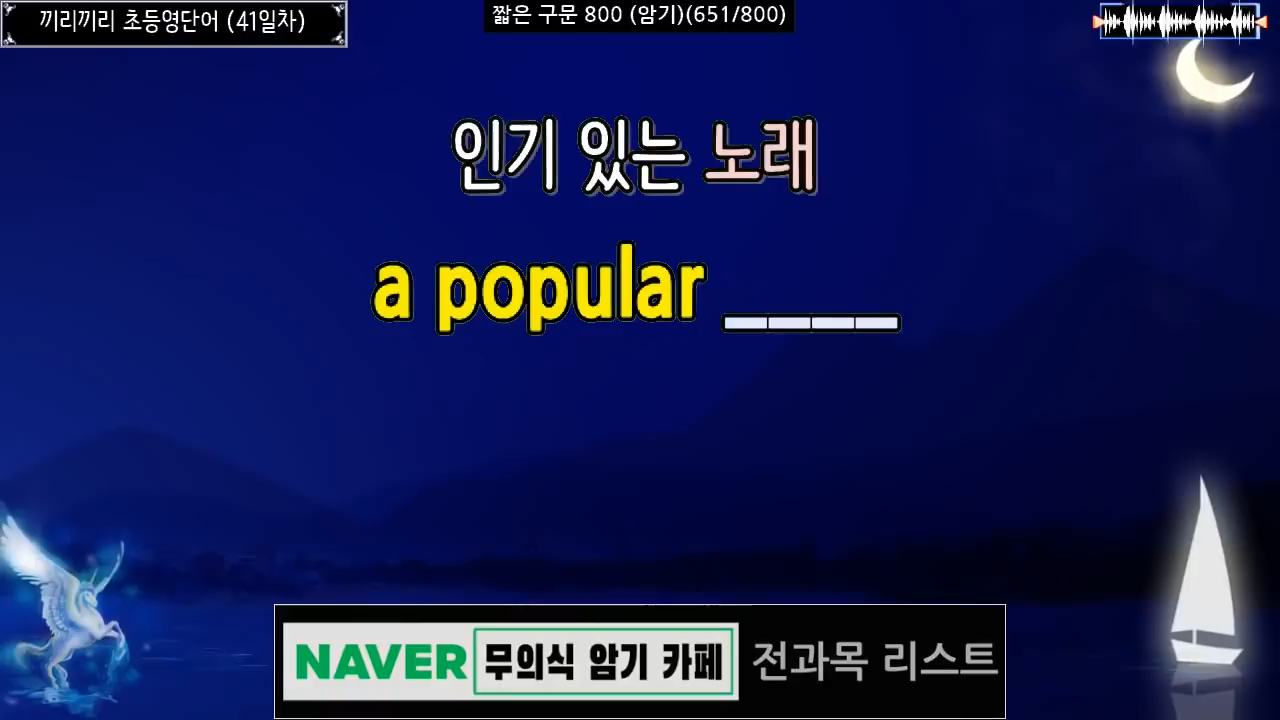 끼리끼리 초등영단어 (41일차)
짧은 구문 800 (암기)(651/800)
인기 있는 노래
a popular ____
NAVER 무의식 암기 카페 전과목 리스트